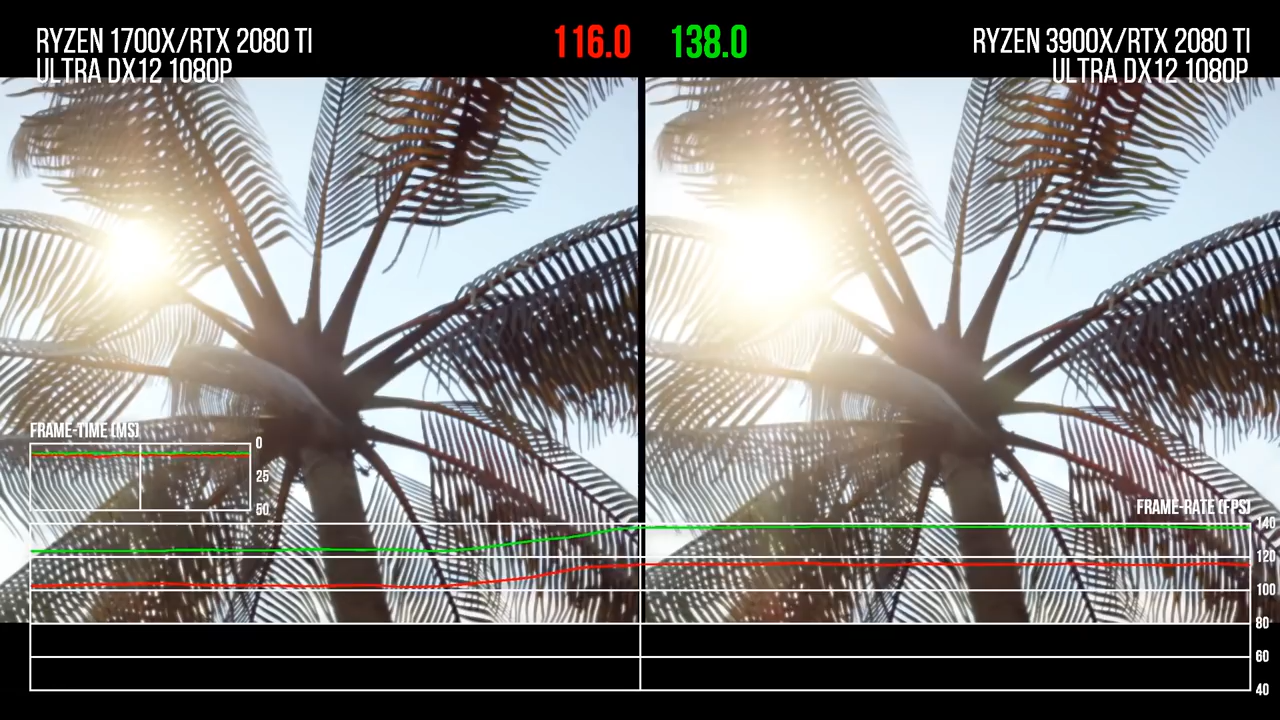 RYZEN 1700X/RTX 2080 TI
ULTRA DX12 1080P
116.0
138.0
RYZEN 3900X/RTX 2080 TI
ULTRA DX12 1080P
FRAME-TIME (MS)
0
25
50
FRAME-RATE (FPS)
140
120
100
80
60
40